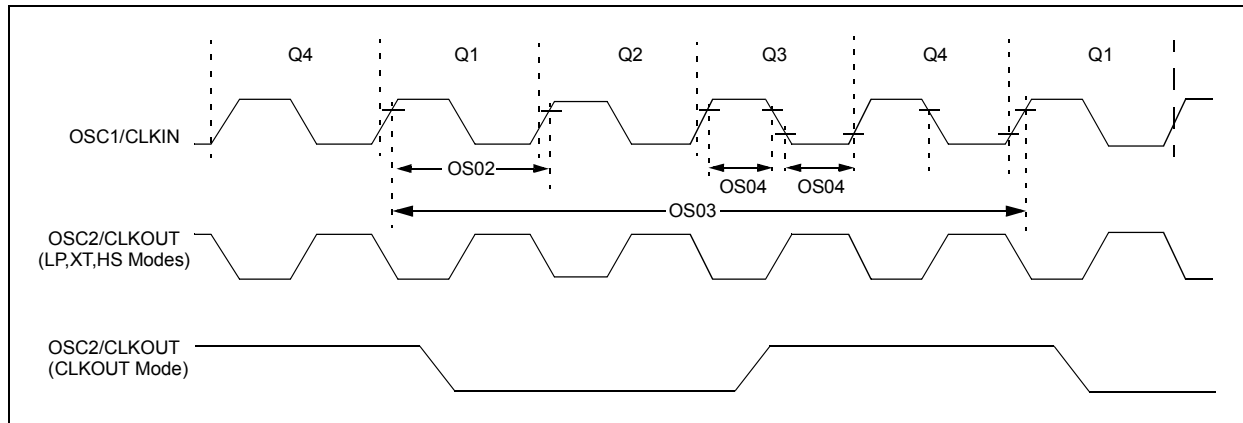 Q4 Q1 Q2 Q3 Q4 Q1
OSC1/CLKIN
OS02 OS04 OS04
OS03
OSC2/CLKOUT
(LP,XT,HS Modes)
OSC2/CLKOUT
(CLKOUT Mode)